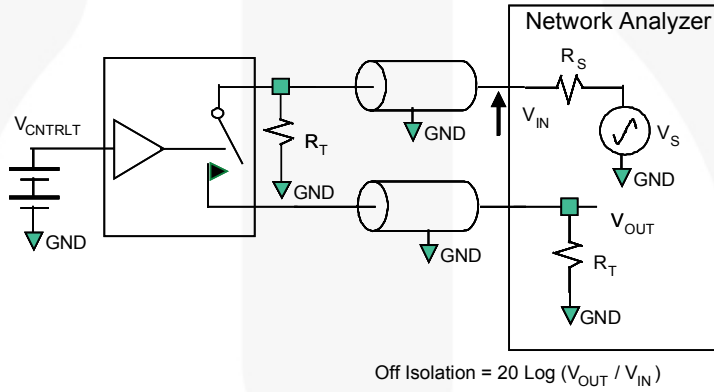 Network Analyzer
R_S
V_CNTRLT
GND
V_IN
V_S
R_T
GND
GND
V_OUT
GND
GND
R_T
GND
Off Isolation = 20 Log (V_OUT / V_IN)